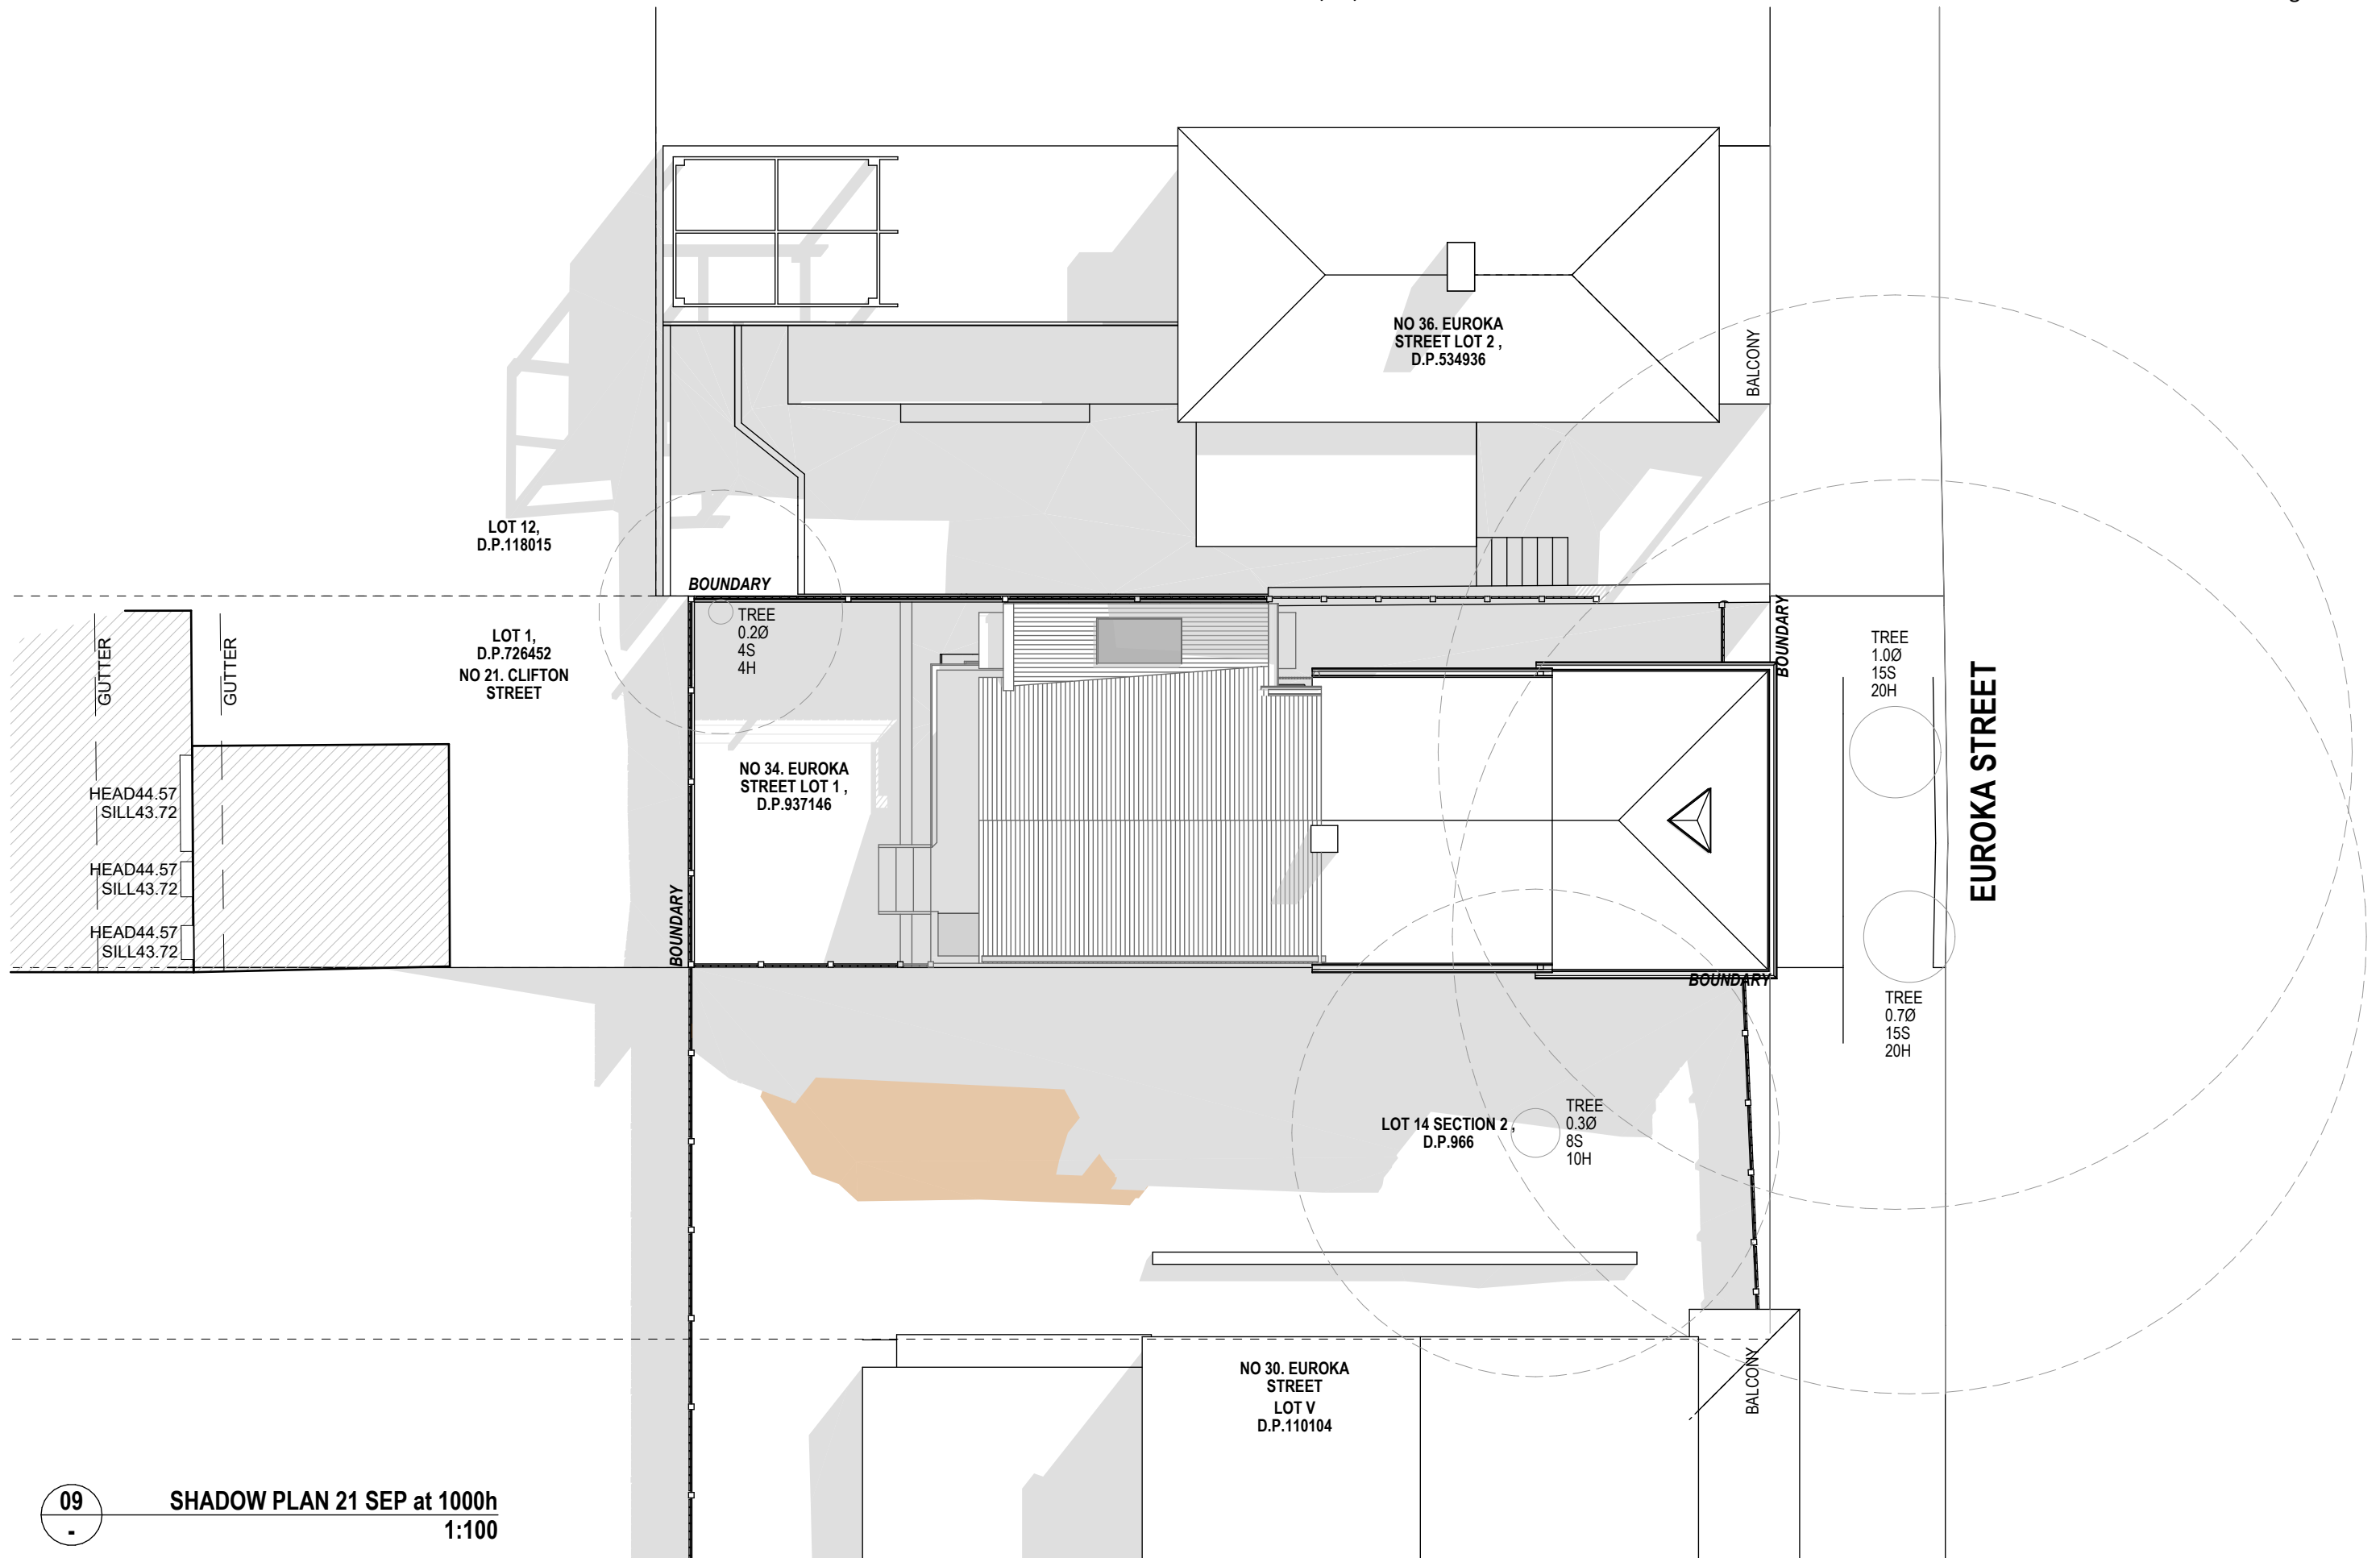 NO 36. EUROKA
STREET LOT 2 ,
D.P.534936
BALCONY
LOT 12,
D.P.118015
BOUNDARY
TREE
0.2Ø
4S
4H
GUTTER
GUTTER
LOT 1,
D.P.726452
NO 21. CLIFTON
STREET
BOUNDARY
TREE
1.0Ø
15S
20H
EUROKA STREET
HEAD44.57
SILL43.72
HEAD44.57
SILL43.72
HEAD44.57
SILL43.72
NO 34. EUROKA
STREET LOT 1 ,
D.P.937146
BOUNDARY
BOUNDARY
TREE
0.7Ø
15S
20H
LOT 14 SECTION 2 ,
D.P.966
TREE
0.3Ø
8S
10H
NO 30. EUROKA
STREET
LOT V
D.P.110104
BALCONY
09
-
SHADOW PLAN 21 SEP at 1000h
1:100